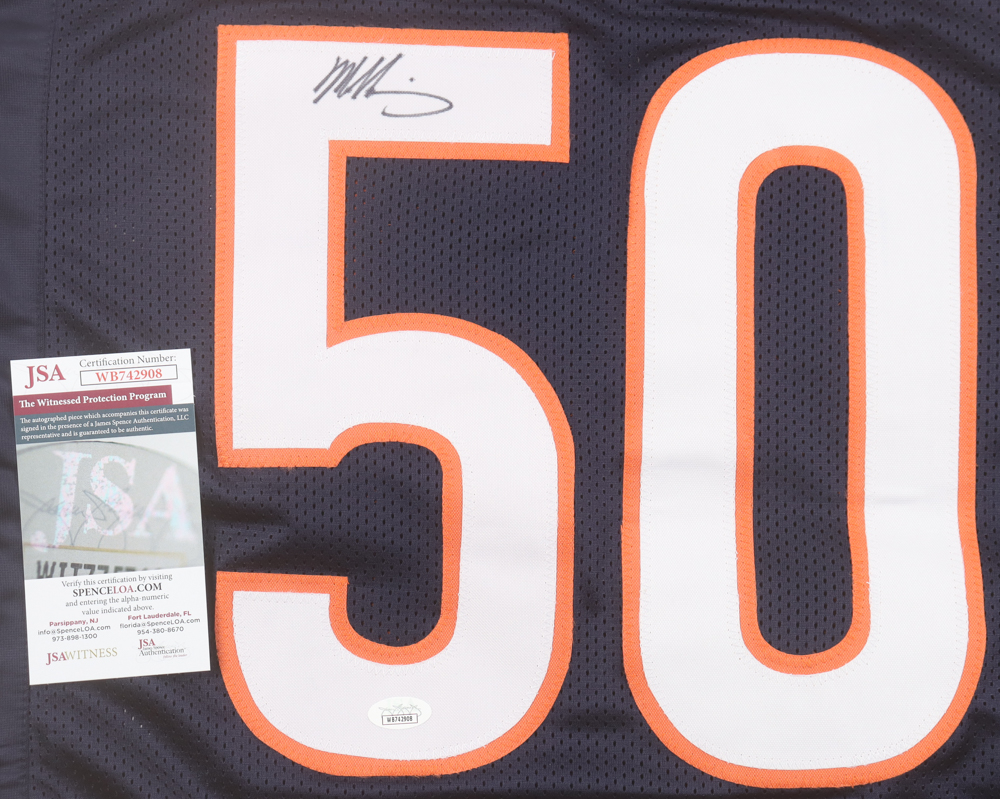 50
JSA
Certification Number:
WB742908
The Witnessed Protection Program
The autographed piece which accompanies this certificate was
signed in the presence of a James Spence Authentication, LLC
representative and is guaranteed to be authentic.
JSA
Verify this certification by visiting
SPENCELOA.COM
and entering the alpha-numeric
value indicated above.
Parsippany, NJ
info@SpenceLOA.com
973-898-1300
Fort Lauderdale, FL
florida@SpenceLOA.com
954-380-8670
JSAWITNESS
JSA
Authentication
WB742908